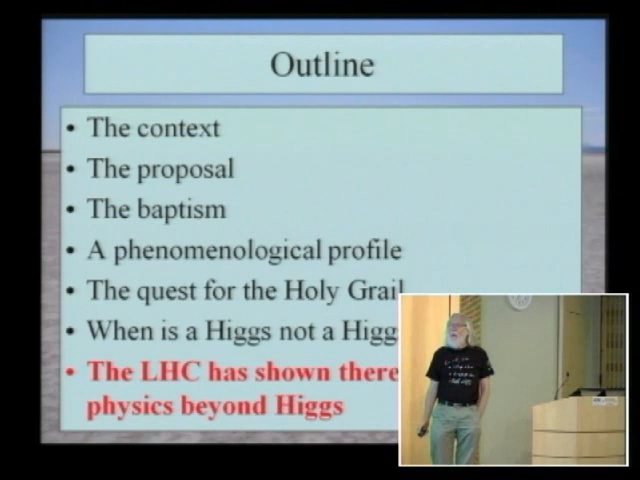 Outline
• The context
• The proposal
• The baptism
• A phenomenological profile
• The quest for the Holy Grail
• When is a Higgs not a Higg
• The LHC has shown there
physics beyond Higgs